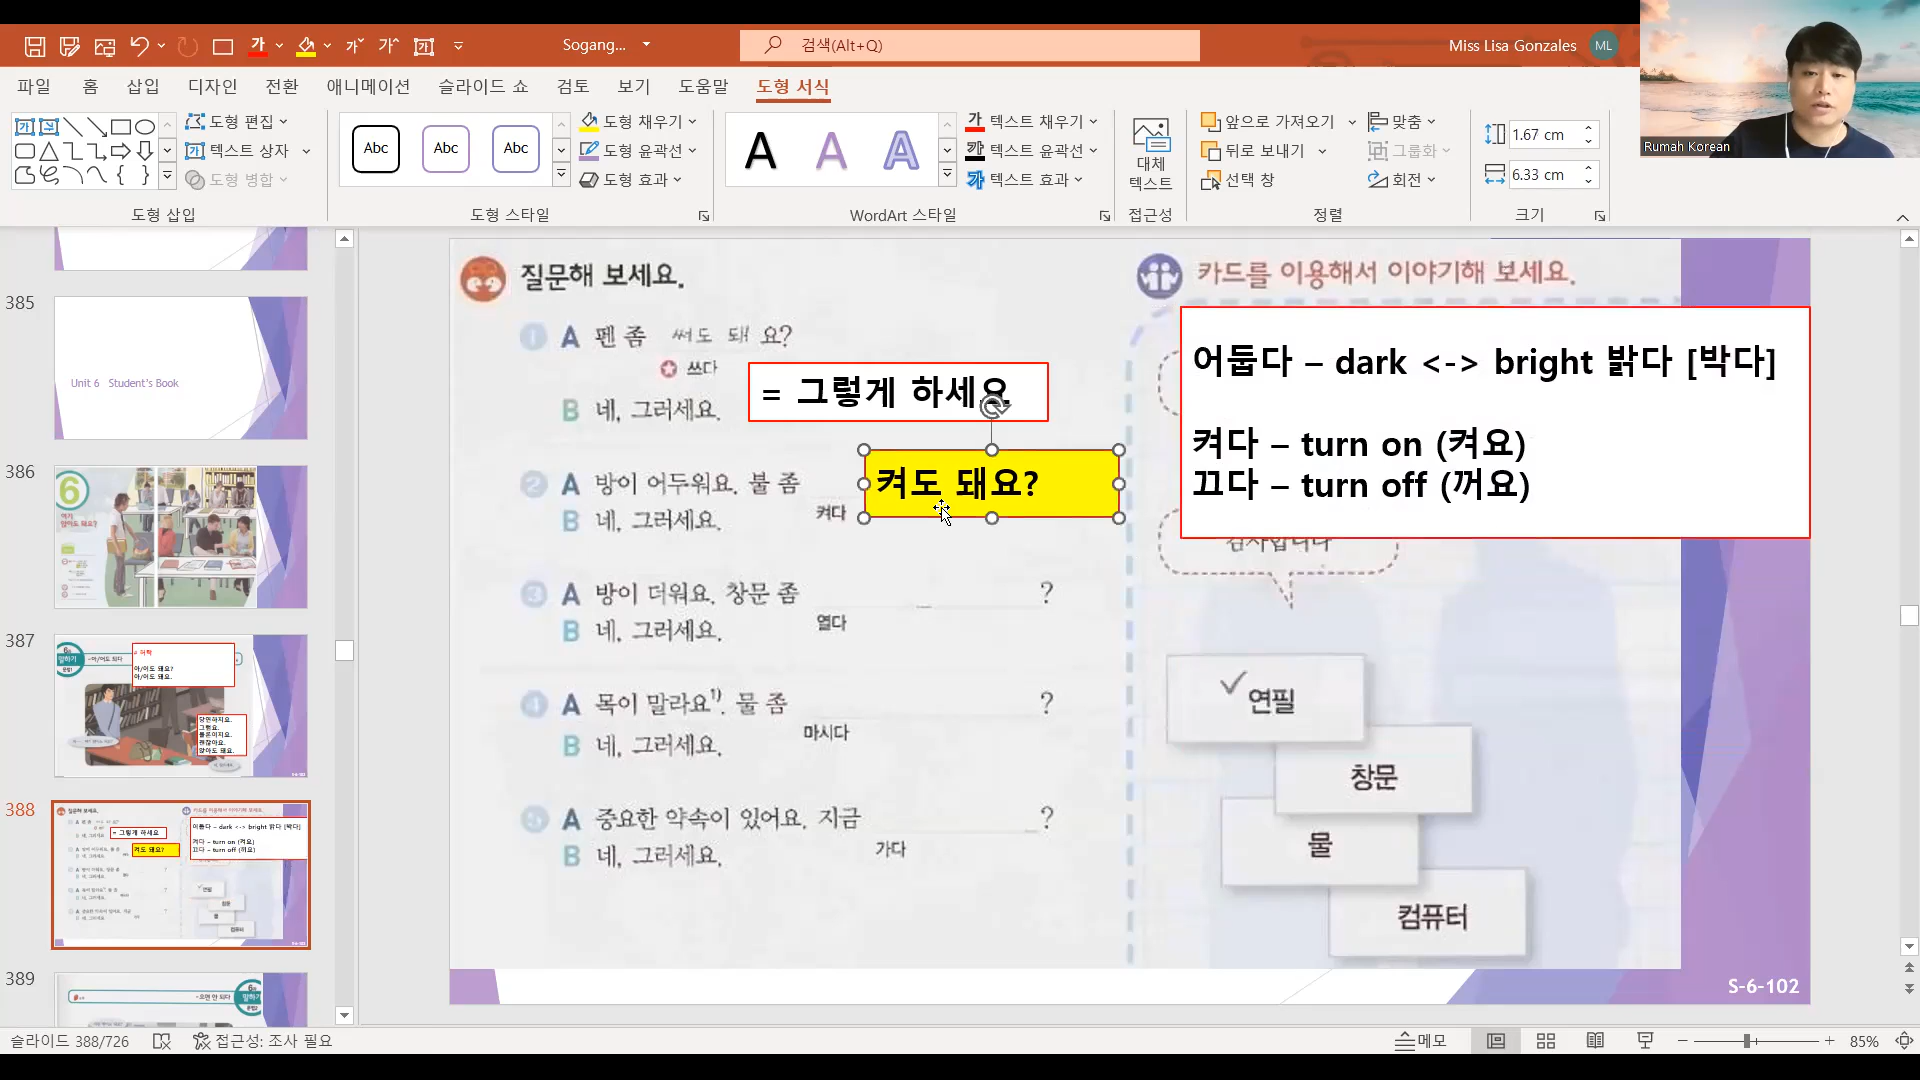 Sogang...
검색(Alt+Q)
Miss Lisa Gonzales
ML
파일 홈 삽입 디자인 전환 애니메이션 슬라이드 쇼 검토 보기 도움말 도형 서식
도형 편집
텍스트 상자
도형 병합
도형 삽입
Abc Abc Abc
도형 채우기
도형 윤곽선
도형 효과
도형 스타일
A A A
텍스트 채우기
텍스트 윤곽선
텍스트 효과
WordArt 스타일
대체
텍스트
접근성
앞으로 가져오기
뒤로 보내기
선택 창
맞춤
그룹화
회전
정렬
1.67 cm
6.33 cm
크기
Rumah Korean
385
Unit 6 Student's Book
386
6
387
388
389
질문해 보세요.
1 A 펜 좀 써도 돼 요?
쓰다
B 네, 그러세요.
= 그렇게 하세요
2 A 방이 어두워요. 불 좀
켜도 돼요?
켜다
B 네, 그러세요.
3 A 방이 더워요. 창문 좀 ?
열다
B 네, 그러세요.
4 A 목이 말라요1). 물 좀 ?
마시다
B 네, 그러세요.
5 A 중요한 약속이 있어요. 지금 ?
가다
B 네, 그러세요.
카드를 이용해서 이야기해 보세요.
어둡다 – dark <-> bright 밝다 [박다]
켜다 – turn on (켜요)
끄다 – turn off (꺼요)
감사합니다
연필
창문
물
컴퓨터
S-6-102
슬라이드 388/726
접근성: 조사 필요
메모
85%